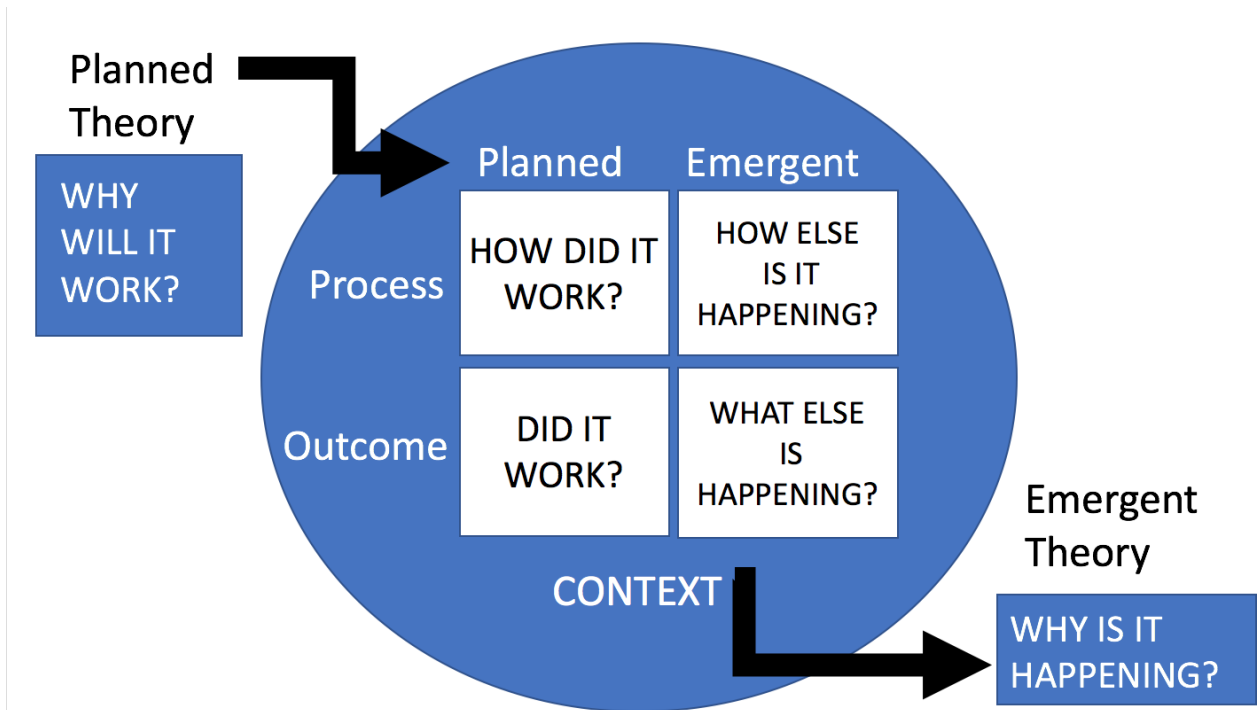 Planned
Theory
WHY
WILL IT
WORK?
Planned
Emergent
Process
HOW DID IT
WORK?
HOW ELSE
IS IT
HAPPENING?
Outcome
DID IT
WORK?
WHAT ELSE
IS
HAPPENING?
CONTEXT
Emergent
Theory
WHY IS IT
HAPPENING?